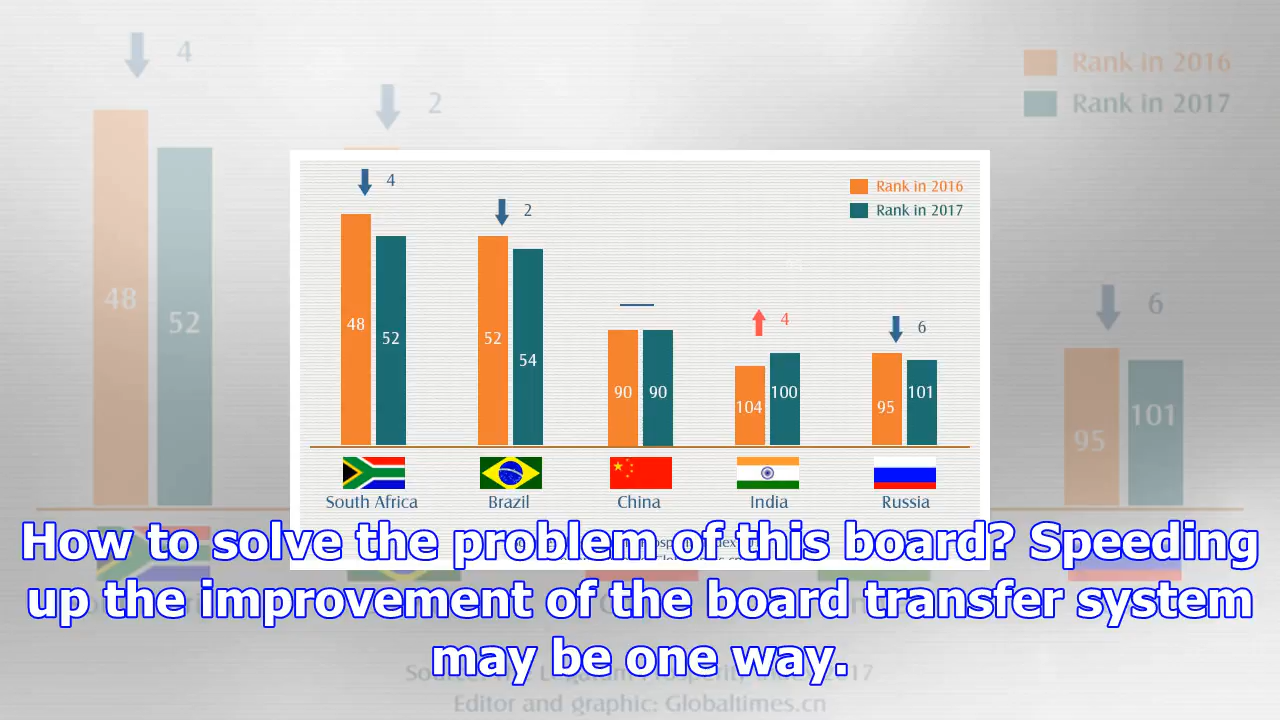 4
2
Rank in 2016
Rank in 2017
48
52
95
101
6
4
2
Rank in 2016
Rank in 2017
4
6
48
52
52
54
90
90
104
100
95
101
South Africa
Brazil
China
India
Russia
How to solve the problem of this board? Speeding
up the improvement of the board transfer system
may be one way.
2017
Editor and graphic: Globaltimes.cn